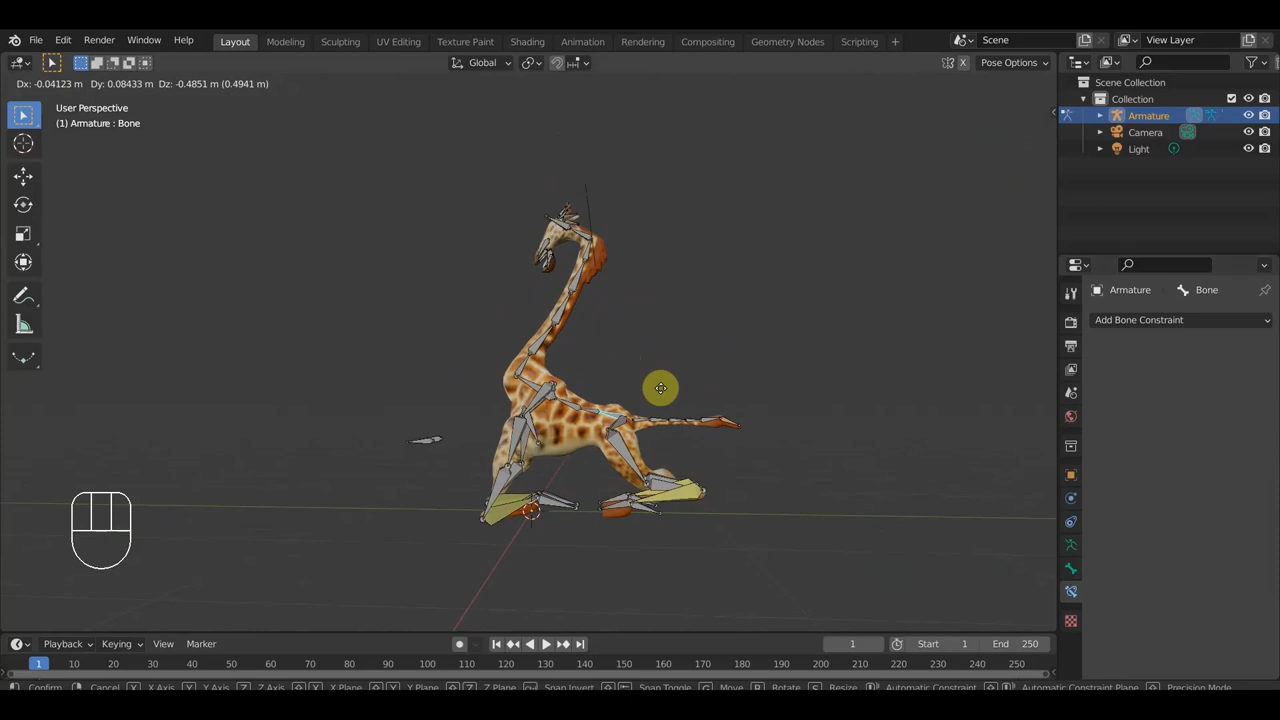 File Edit Render Window Help Layout Modeling Sculpting UV Editing Texture Paint Shading Animation Rendering Compositing Geometry Nodes Scripting + Scene View Layer
Global X Pose Options
Dx: -0.04123 m Dy: 0.08433 m Dz: -0.4851 m (0.4941 m)
User Perspective
(1) Armature : Bone
Scene Collection
Collection
Armature
Camera
Light
Armature Bone
Add Bone Constraint
Playback Keying View Marker 1 Start 1 End 250
1 10 20 30 40 50 60 70 80 90 100 110 120 130 140 150 160 170 180 190 200 210 220 230 240 250
Confirm Cancel X X Axis Y Y Axis Z Z Axis X X Plane Y Y Plane Z Z Plane Snap Invert Snap Toggle G Move R Rotate S Resize Automatic Constraint Automatic Constraint Plane Precision Mode